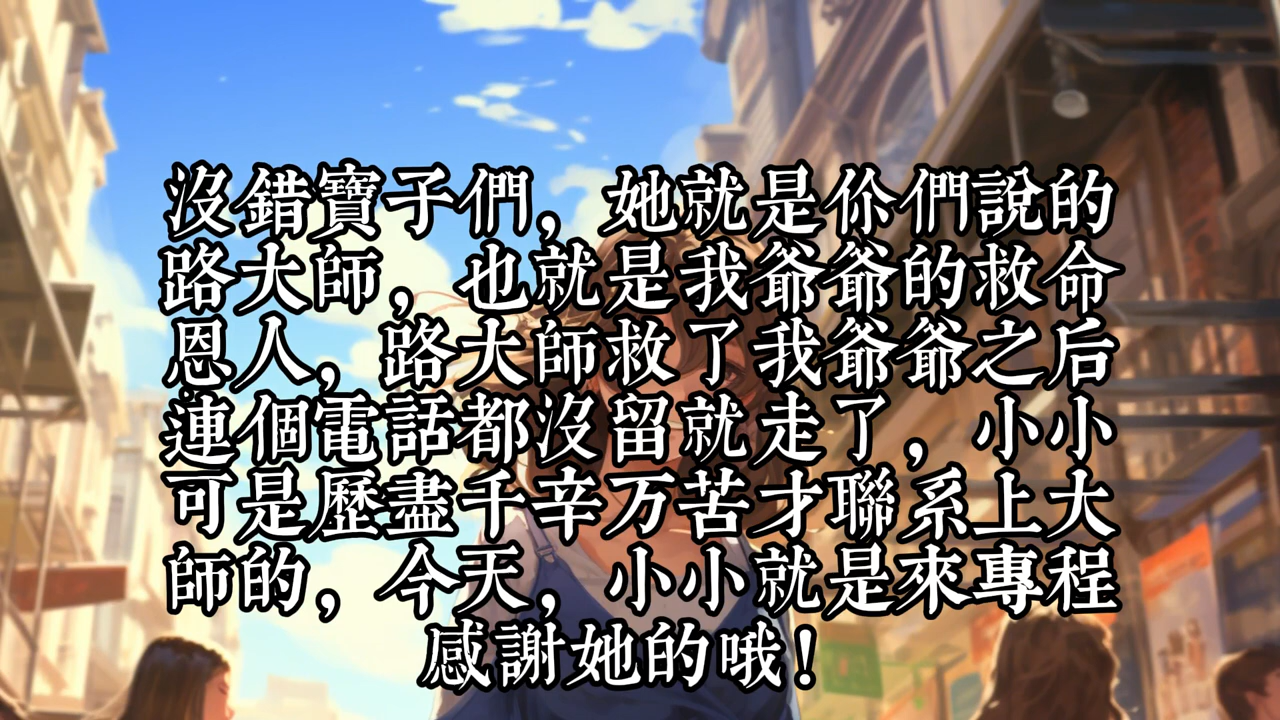 沒錯寶子們，她就是你們說的
路大師，也就是我爺爺的救命
恩人，路大師救了我爺爺之后
連個電話都沒留就走了，小小
可是歷盡千辛万苦才聯系上大
師的，今天，小小就是來專程
感謝她的哦！